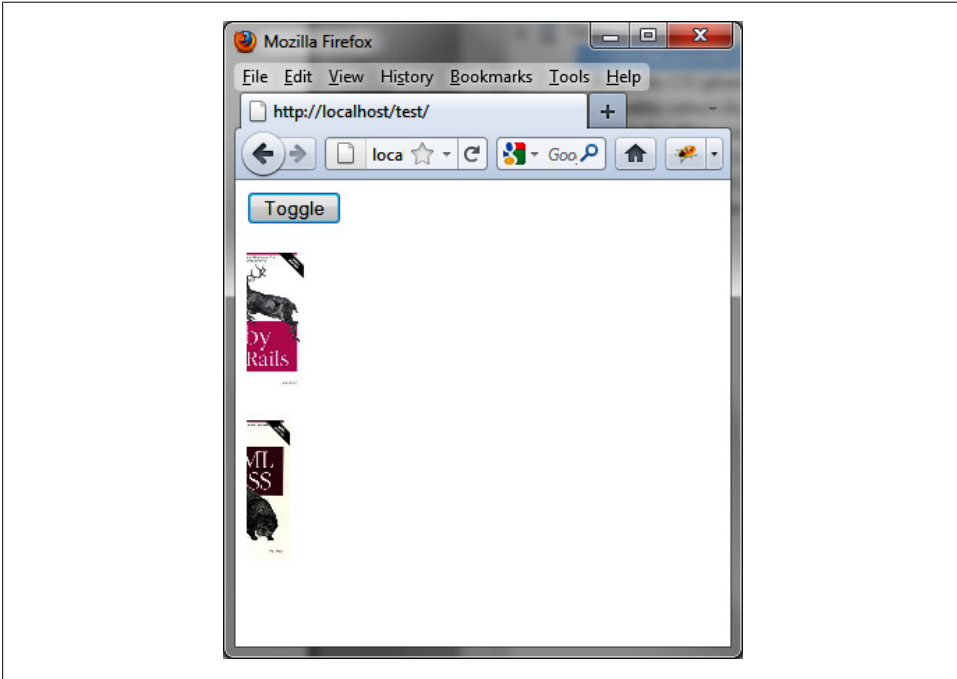 Mozilla Firefox
File Edit View History Bookmarks Tools Help
http://localhost/test/
loca Goo
Toggle
by
Rails
ML
SS